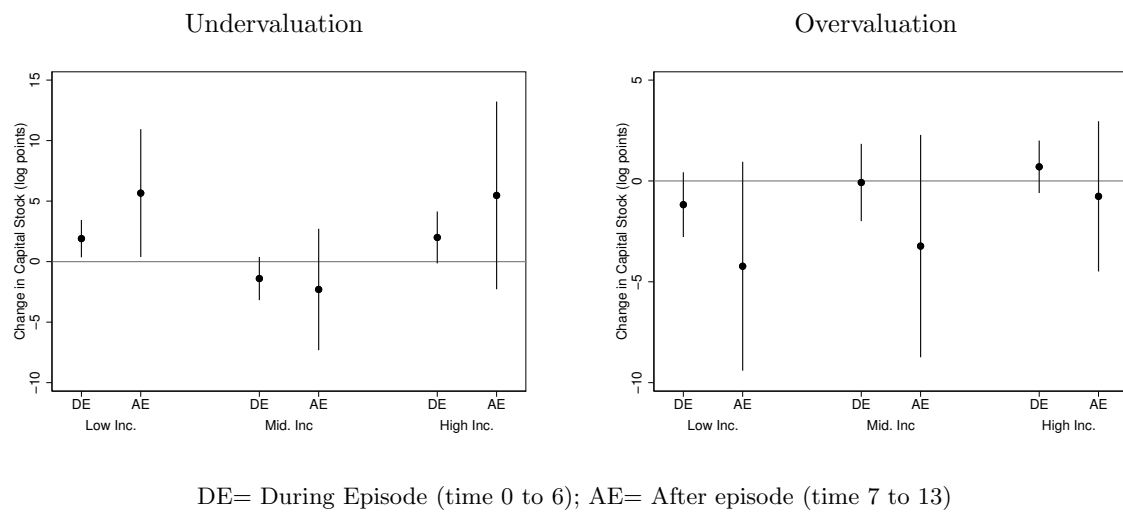 Undervaluation
Change in Capital Stock (log points)
15
10
5
0
−5
−10
DE AE DE AE DE AE
Low Inc. Mid. Inc High Inc.
Overvaluation
Change in Capital Stock (log points)
5
0
−5
−10
DE AE DE AE DE AE
Low Inc. Mid. Inc High Inc.
DE= During Episode (time 0 to 6); AE= After episode (time 7 to 13)